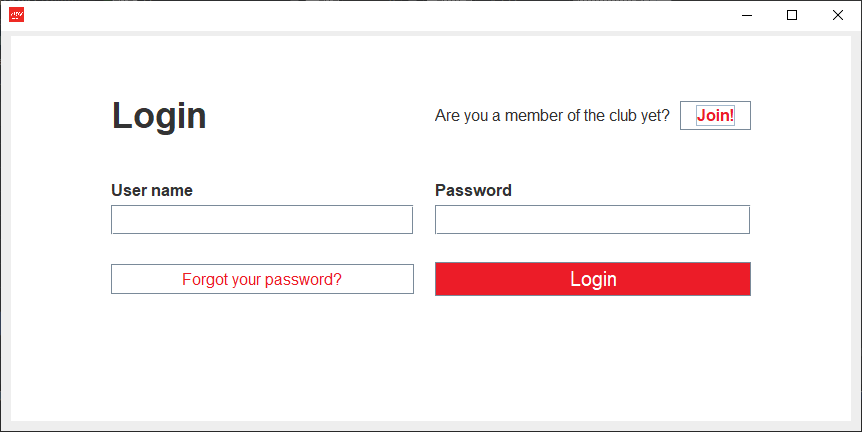 Login
Are you a member of the club yet? Join!
User name
Password
Forgot your password?
Login